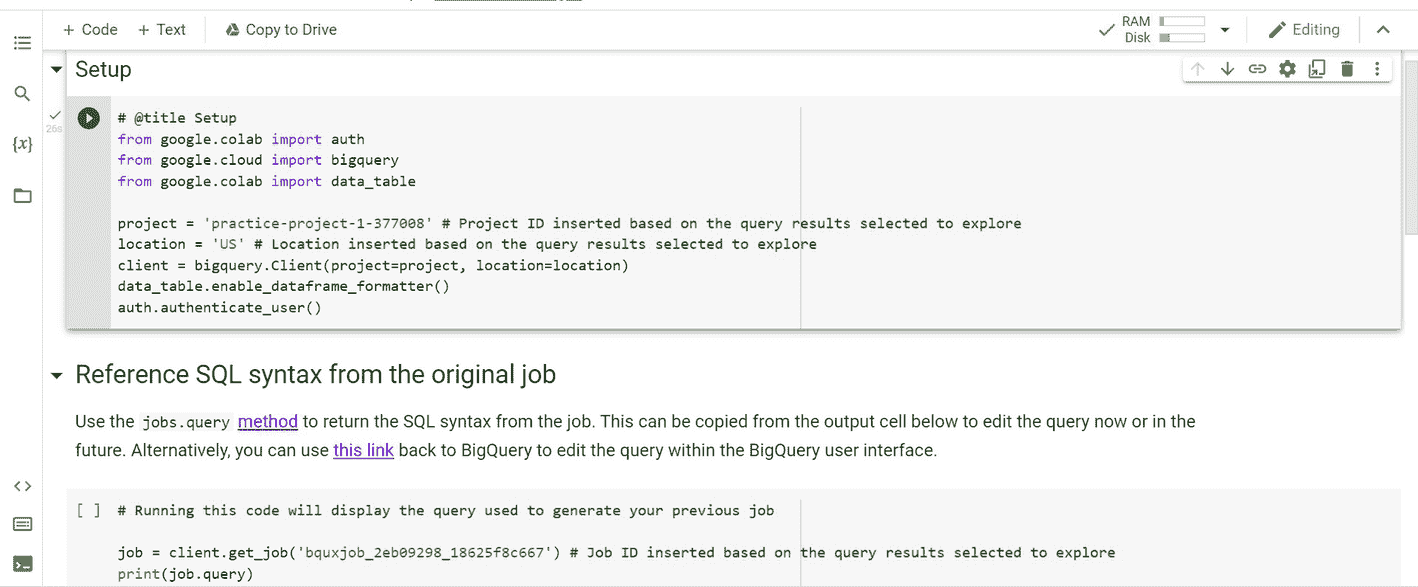 + Code + Text Copy to Drive
RAM
Disk
Editing
Setup
{x}
26s
# @title Setup
from google.colab import auth
from google.cloud import bigquery
from google.colab import data_table
project = 'practice-project-1-377008' # Project ID inserted based on the query results selected to explore
location = 'US' # Location inserted based on the query results selected to explore
client = bigquery.Client(project=project, location=location)
data_table.enable_dataframe_formatter()
auth.authenticate_user()
Reference SQL syntax from the original job
Use the jobs.query method to return the SQL syntax from the job. This can be copied from the output cell below to edit the query now or in the
future. Alternatively, you can use this link back to BigQuery to edit the query within the BigQuery user interface.
[ ] # Running this code will display the query used to generate your previous job
job = client.get_job('bquxjob_2eb09298_18625f8c667') # Job ID inserted based on the query results selected to explore
print(job.query)